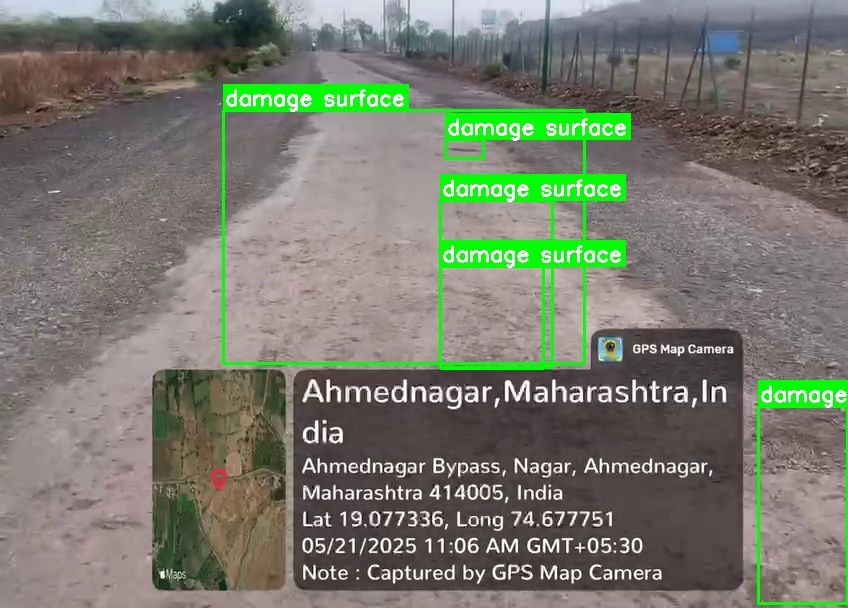 damage surface
damage surface
damage surface
damage surface
GPS Map Camera
damage
Ahmednagar,Maharashtra,In
dia
Ahmednagar Bypass, Nagar, Ahmednagar,
Maharashtra 414005, India
Lat 19.077336, Long 74.677751
05/21/2025 11:06 AM GMT+05:30
Note : Captured by GPS Map Camera
Maps